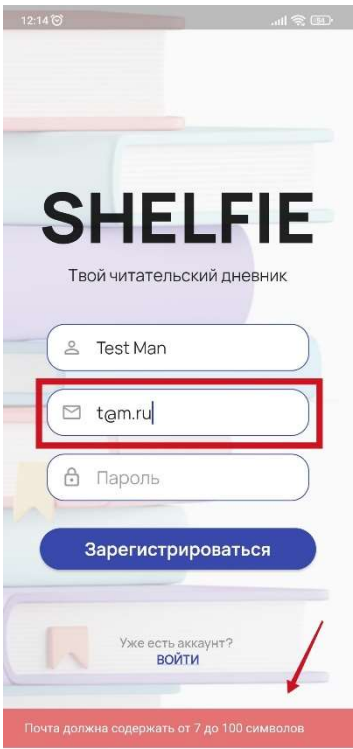 12:14
84
SHELFIE
Твой читательский дневник
Test Man
t@m.ru
Пароль
Зарегистрироваться
Уже есть аккаунт?
ВОЙТИ
Почта должна содержать от 7 до 100 символов